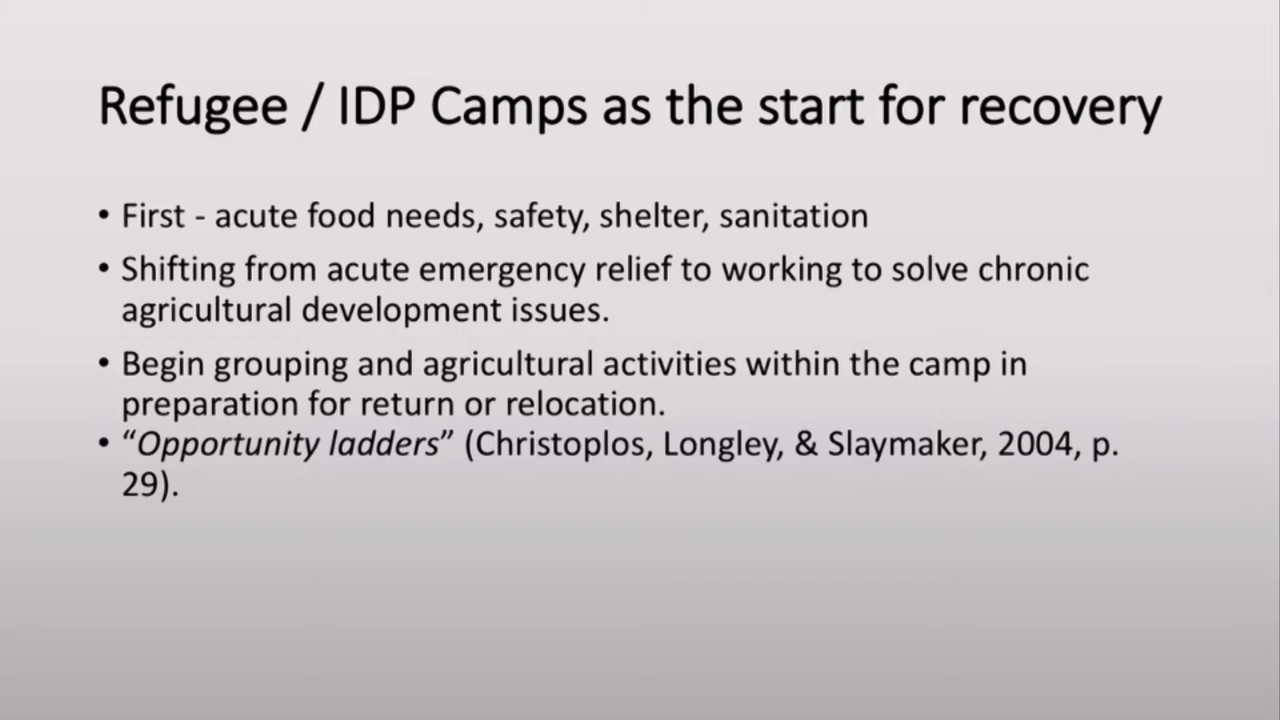 Refugee / IDP Camps as the start for recovery
• First - acute food needs, safety, shelter, sanitation
• Shifting from acute emergency relief to working to solve chronic
agricultural development issues.
• Begin grouping and agricultural activities within the camp in
preparation for return or relocation.
• “Opportunity ladders” (Christoplos, Longley, & Slaymaker, 2004, p.
29).